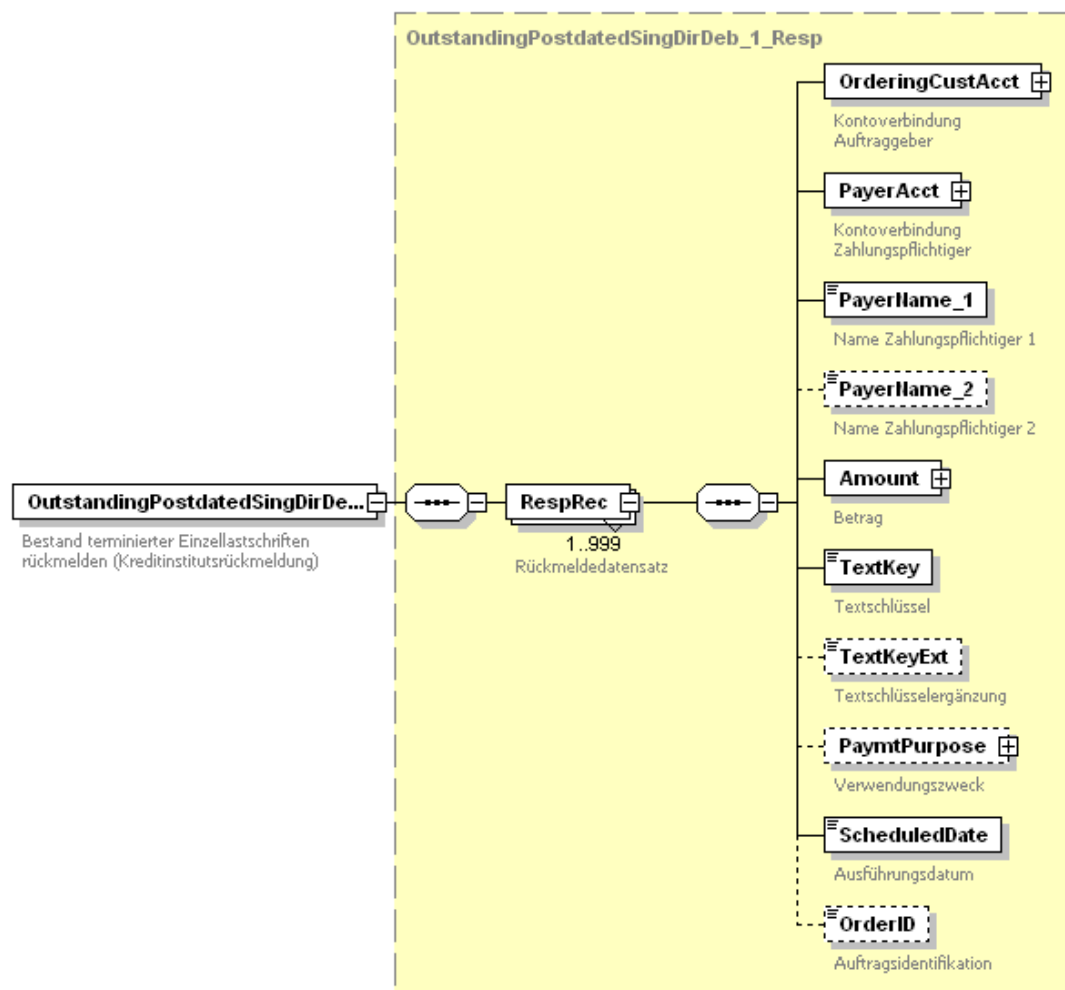 OutstandingPostdatedSingDirDeb_1_Resp
OrderingCustAcct
Kontoverbindung
Auftraggeber
PayerAcct
Kontoverbindung
Zahlungspflichtiger
PayerName_1
Name Zahlungspflichtiger 1
PayerName_2
Name Zahlungspflichtiger 2
OutstandingPostdatedSingDirDe...
Bestand terminierter Einzellastschriften
rückmelden (Kreditinstitutsrückmeldung)
RespRec
1..999
Rückmeldedatensatz
Amount
Betrag
TextKey
Textschlüssel
TextKeyExt
Textschlüsselergänzung
PaymtPurpose
Verwendungszweck
ScheduledDate
Ausführungsdatum
OrderID
Auftragsidentifikation